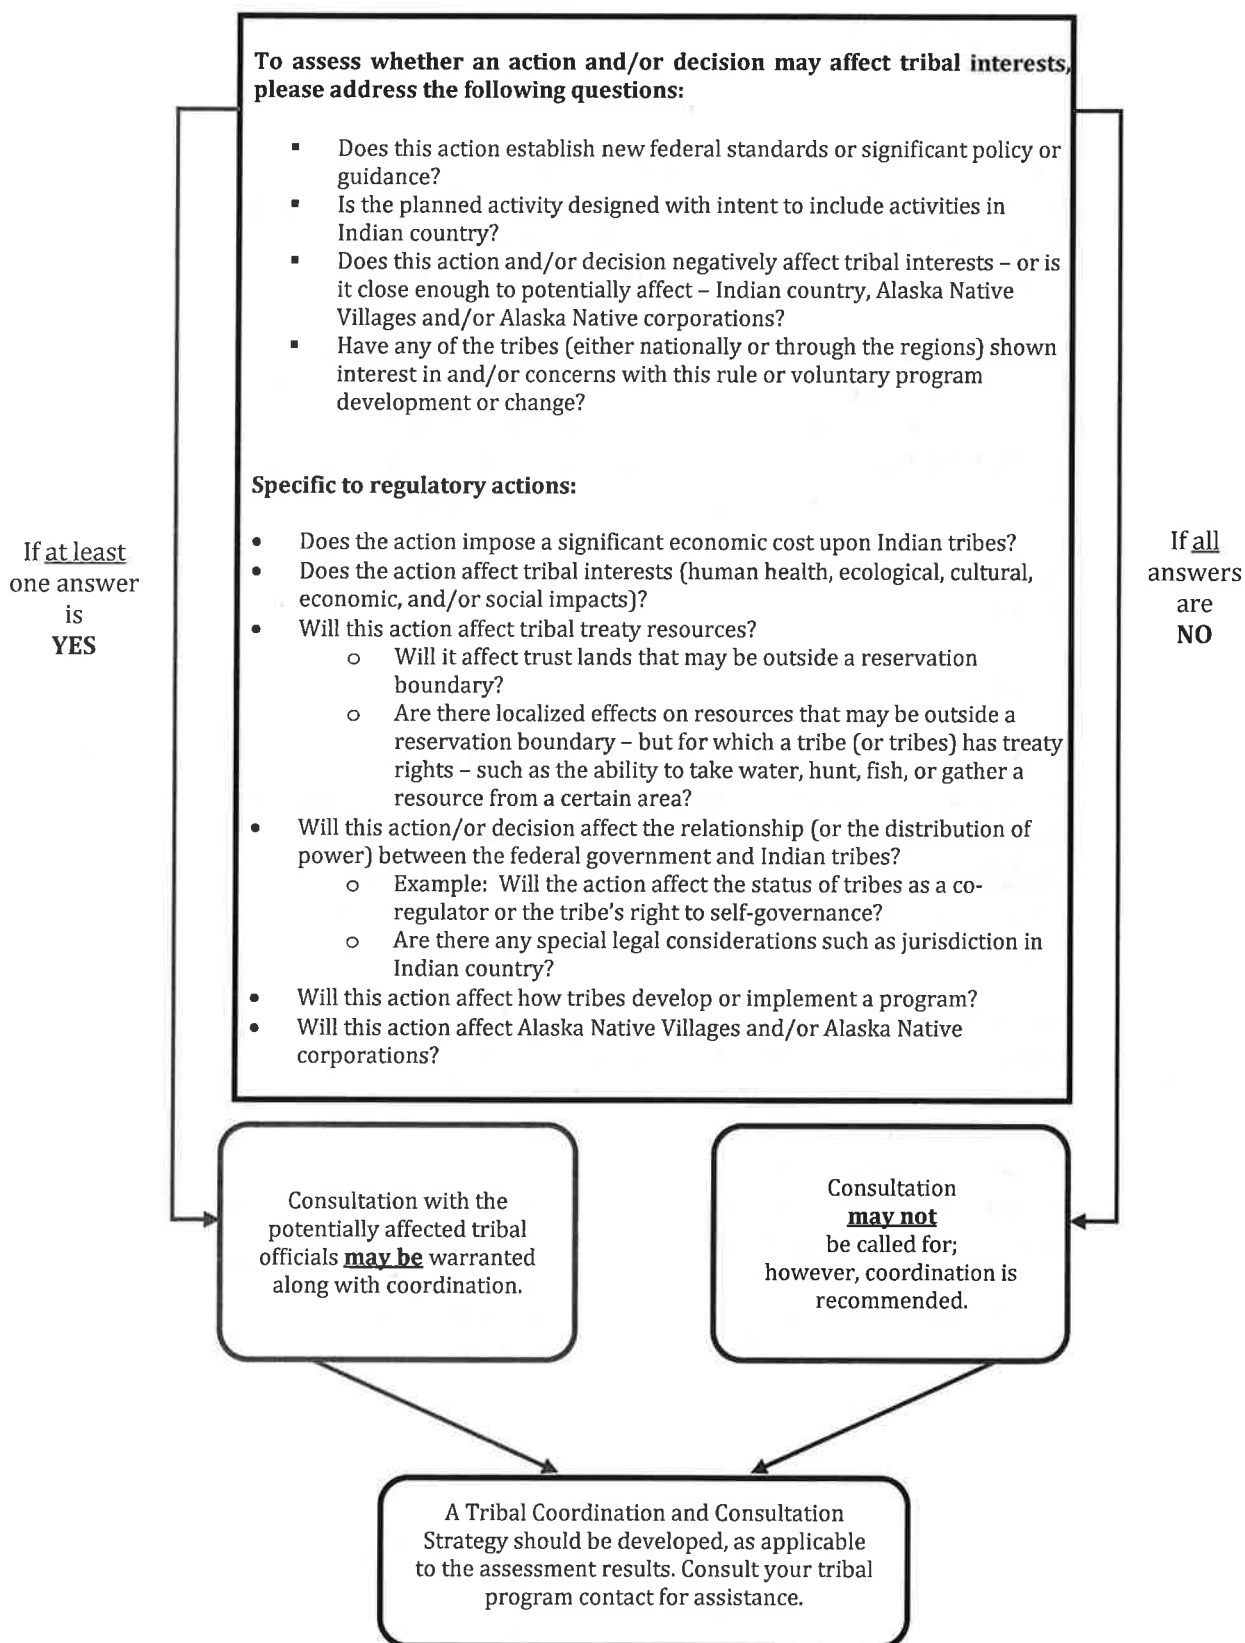 To assess whether an action and/or decision may affect tribal interests,
please address the following questions:
▪ Does this action establish new federal standards or significant policy or
guidance?
▪ Is the planned activity designed with intent to include activities in
Indian country?
▪ Does this action and/or decision negatively affect tribal interests – or is
it close enough to potentially affect – Indian country, Alaska Native
Villages and/or Alaska Native corporations?
▪ Have any of the tribes (either nationally or through the regions) shown
interest in and/or concerns with this rule or voluntary program
development or change?
Specific to regulatory actions:
• Does the action impose a significant economic cost upon Indian tribes?
• Does the action affect tribal interests (human health, ecological, cultural,
economic, and/or social impacts)?
• Will this action affect tribal treaty resources?
o Will it affect trust lands that may be outside a reservation
boundary?
o Are there localized effects on resources that may be outside a
reservation boundary – but for which a tribe (or tribes) has treaty
rights – such as the ability to take water, hunt, fish, or gather a
resource from a certain area?
• Will this action/or decision affect the relationship (or the distribution of
power) between the federal government and Indian tribes?
o Example: Will the action affect the status of tribes as a co-
regulator or the tribe's right to self-governance?
o Are there any special legal considerations such as jurisdiction in
Indian country?
• Will this action affect how tribes develop or implement a program?
• Will this action affect Alaska Native Villages and/or Alaska Native
corporations?
If at least
one answer
is
YES
If all
answers
are
NO
Consultation with the
potentially affected tribal
officials may be warranted
along with coordination.
Consultation
may not
be called for;
however, coordination is
recommended.
A Tribal Coordination and Consultation
Strategy should be developed, as applicable
to the assessment results. Consult your tribal
program contact for assistance.